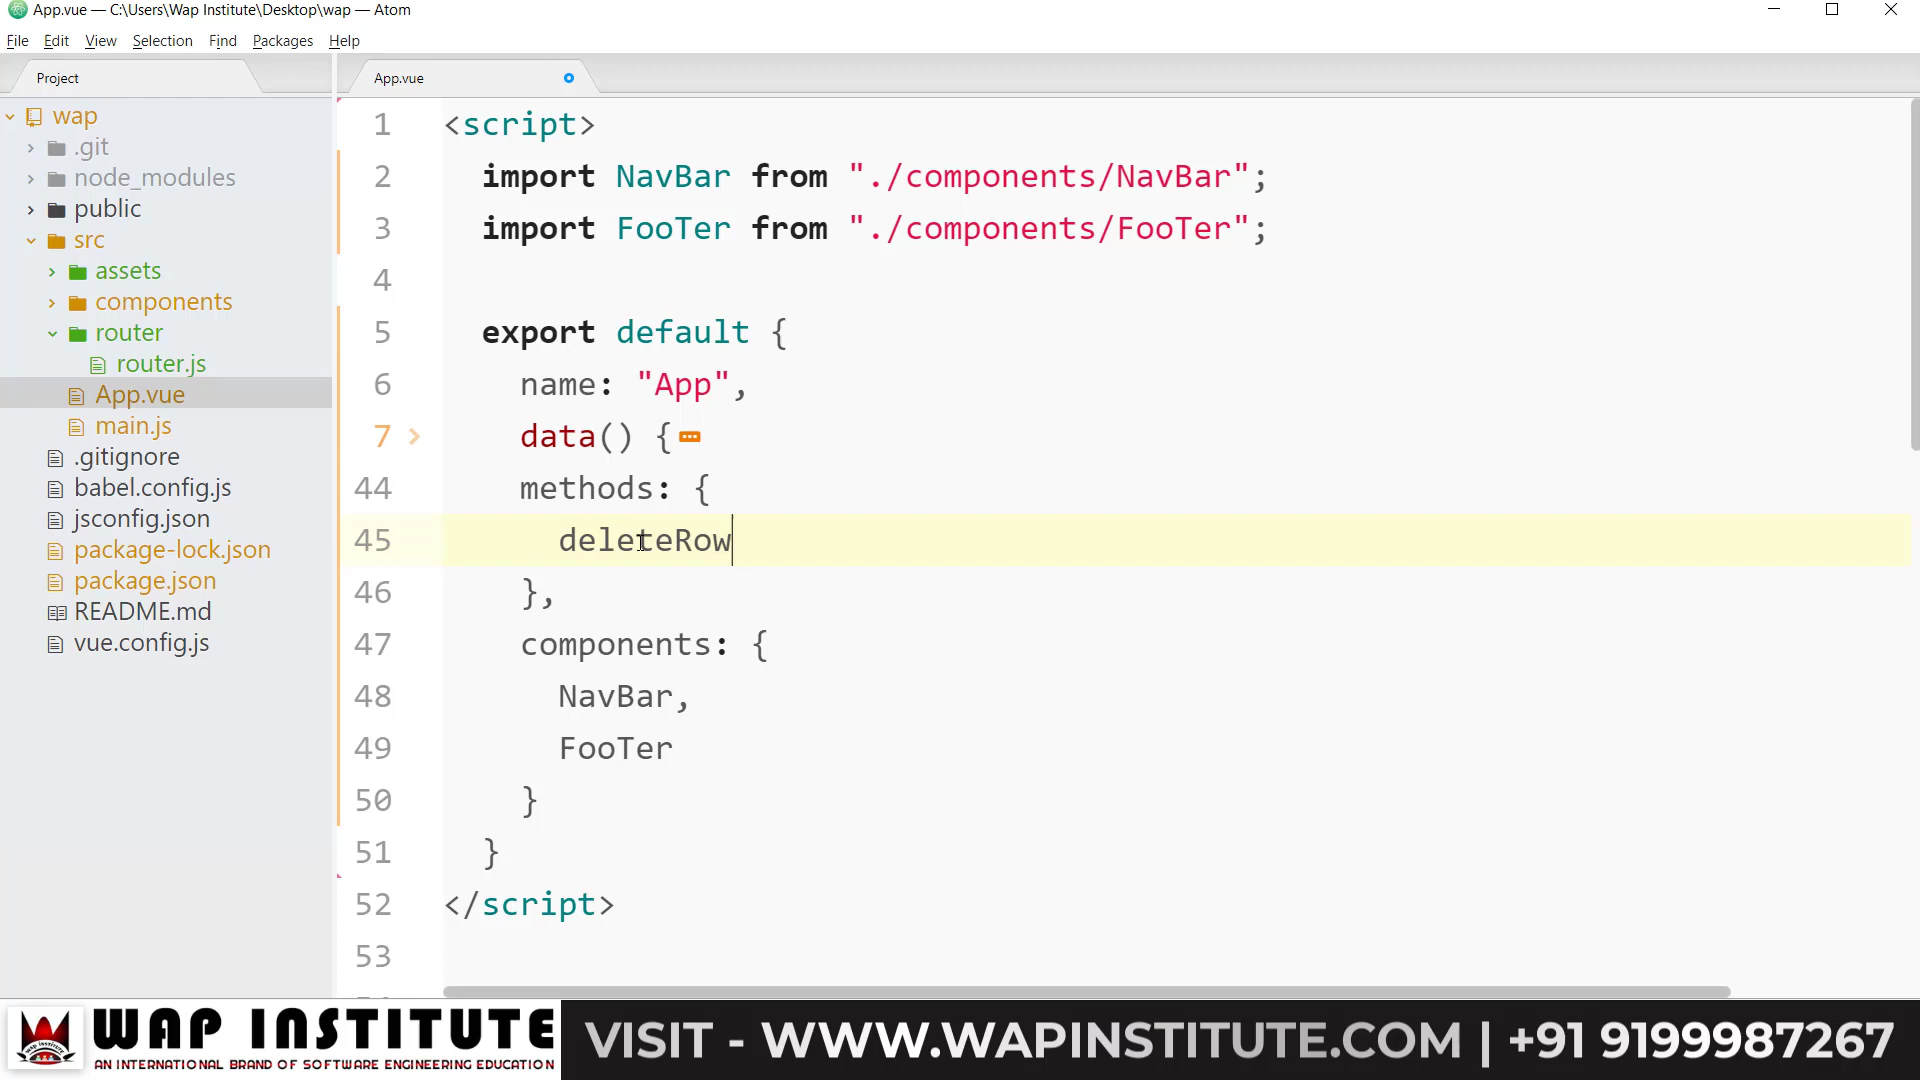 App.vue — C:\Users\Wap Institute\Desktop\wap — Atom
File Edit View Selection Find Packages Help
Project
App.vue
wap
.git
node_modules
public
src
assets
components
router
router.js
App.vue
main.js
.gitignore
babel.config.js
jsconfig.json
package-lock.json
package.json
README.md
vue.config.js
1 <script>
2 import NavBar from "./components/NavBar";
3 import FooTer from "./components/FooTer";
4
5 export default {
6 name: "App",
7 data() {
44 methods: {
45 deleteRow
46 },
47 components: {
48 NavBar,
49 FooTer
50 }
51 }
52 </script>
53
WAP INSTITUTE
AN INTERNATIONAL BRAND OF SOFTWARE ENGINEERING EDUCATION
VISIT - WWW.WAPINSTITUTE.COM | +91 9199987267